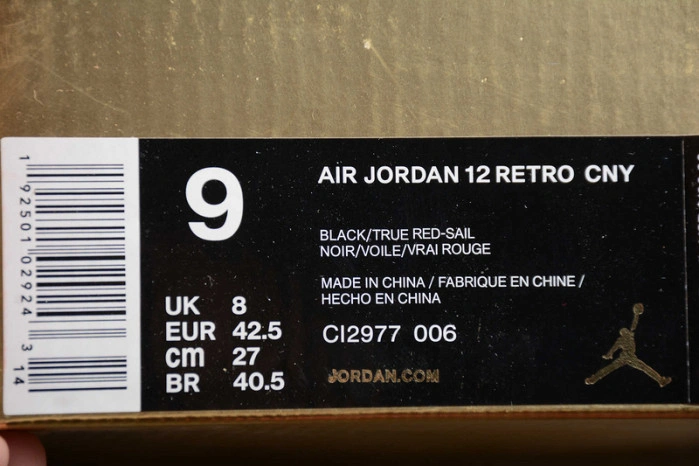 1 92501 02924 3 14
9
AIR JORDAN 12 RETRO CNY
BLACK/TRUE RED-SAIL
NOIR/VOILE/VRAI ROUGE
MADE IN CHINA / FABRIQUE EN CHINE /
HECHO EN CHINA
UK 8
EUR 42.5
cm 27
BR 40.5
CI2977 006
JORDAN.COM